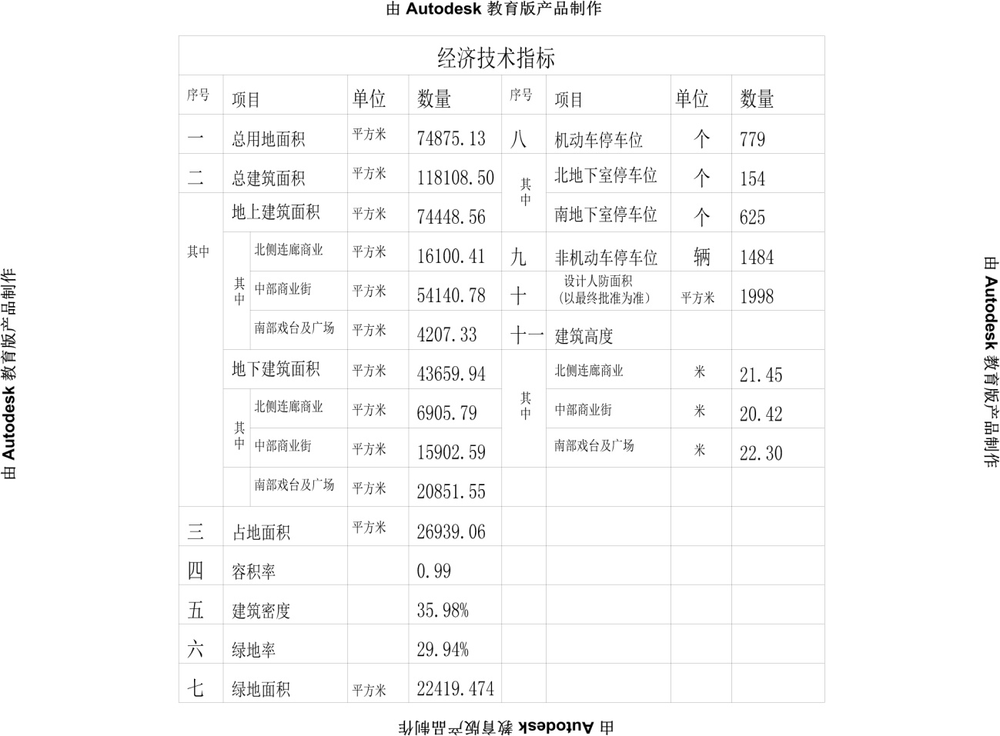 由 Autodesk 教育版产品制作
经济技术指标
序号 项目 单位 数量 序号 项目 单位 数量
一 总用地面积 平方米 74875.13 八 机动车停车位 个 779
二 总建筑面积 平方米 118108.50 其中 北地下室停车位 个 154
其中 地上建筑面积 平方米 74448.56 南地下室停车位 个 625
其中 北侧连廊商业 平方米 16100.41 九 非机动车停车位 辆 1484
中部商业街 平方米 54140.78 十 设计人防面积 (以最终批准为准) 平方米 1998
南部戏台及广场 平方米 4207.33 十一 建筑高度
地下建筑面积 平方米 43659.94 其中 北侧连廊商业 米 21.45
其中 北侧连廊商业 平方米 6905.79 中部商业街 米 20.42
中部商业街 平方米 15902.59 南部戏台及广场 米 22.30
南部戏台及广场 平方米 20851.55
三 占地面积 平方米 26939.06
四 容积率 0.99
五 建筑密度 35.98%
六 绿地率 29.94%
七 绿地面积 平方米 22419.474
由 Autodesk 教育版产品制作
由 Autodesk 教育版产品制作
由 Autodesk 教育版产品制作